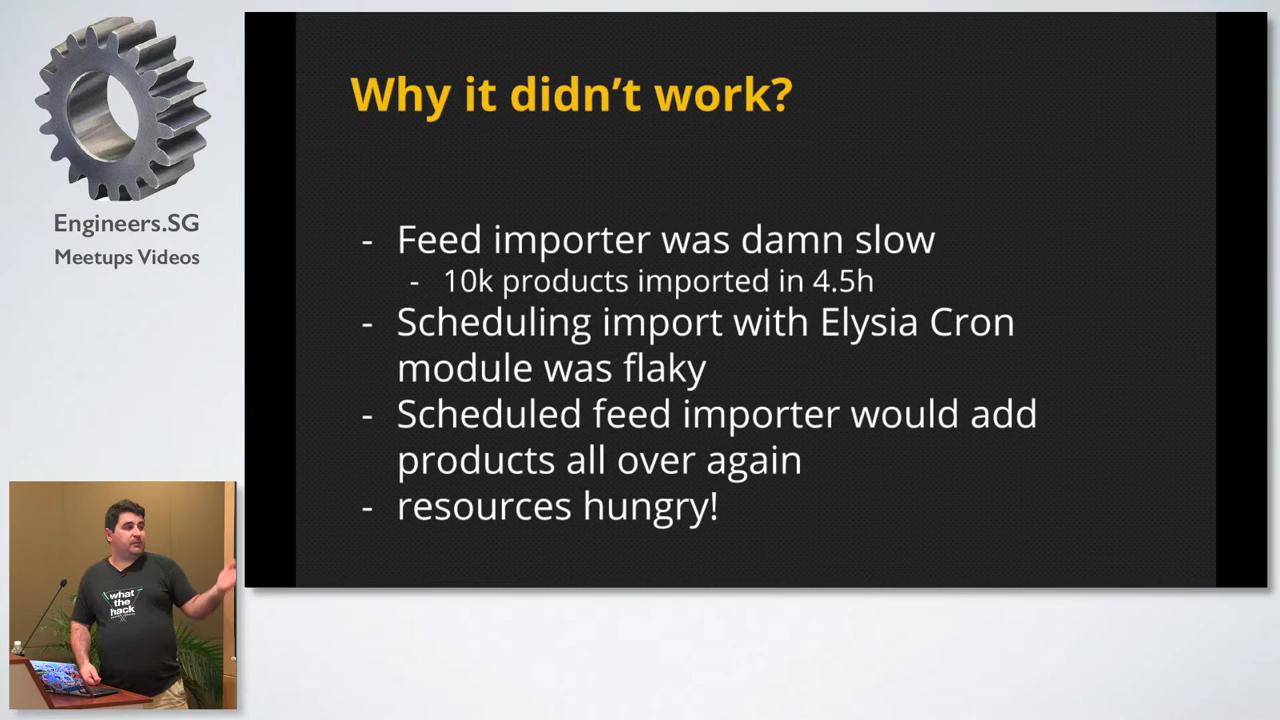 Engineers.SG
Meetups Videos
Why it didn’t work?
- Feed importer was damn slow
- 10k products imported in 4.5h
- Scheduling import with Elysia Cron
module was flaky
- Scheduled feed importer would add
products all over again
- resources hungry!
what
the
hack